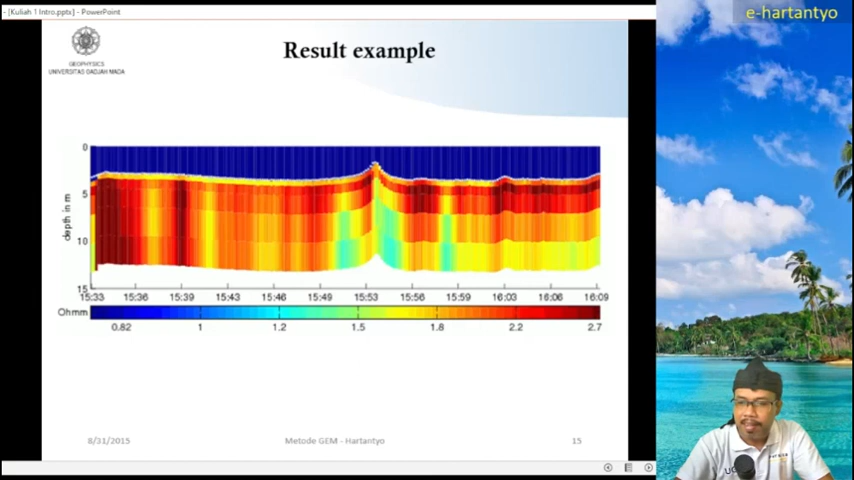 - [Kuliah 1 Intro.pptx] - PowerPoint
e-hartantyo
GEOPHYSICS
UNIVERSITAS GADJAH MADA
Result example
0
5
10
15
depth in m
15:33 15:36 15:39 15:43 15:46 15:49 15:53 15:56 15:59 16:03 16:06 16:09
Ohmm
0.82 1 1.2 1.5 1.8 2.2 2.7
8/31/2015 Metode GEM - Hartantyo 15